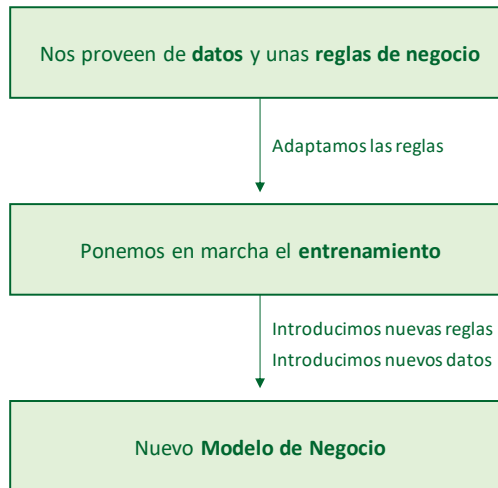 Nos proveen de datos y unas reglas de negocio
Adaptamos las reglas
Ponemos en marcha el entrenamiento
Introducimos nuevas reglas
Introducimos nuevos datos
Nuevo Modelo de Negocio